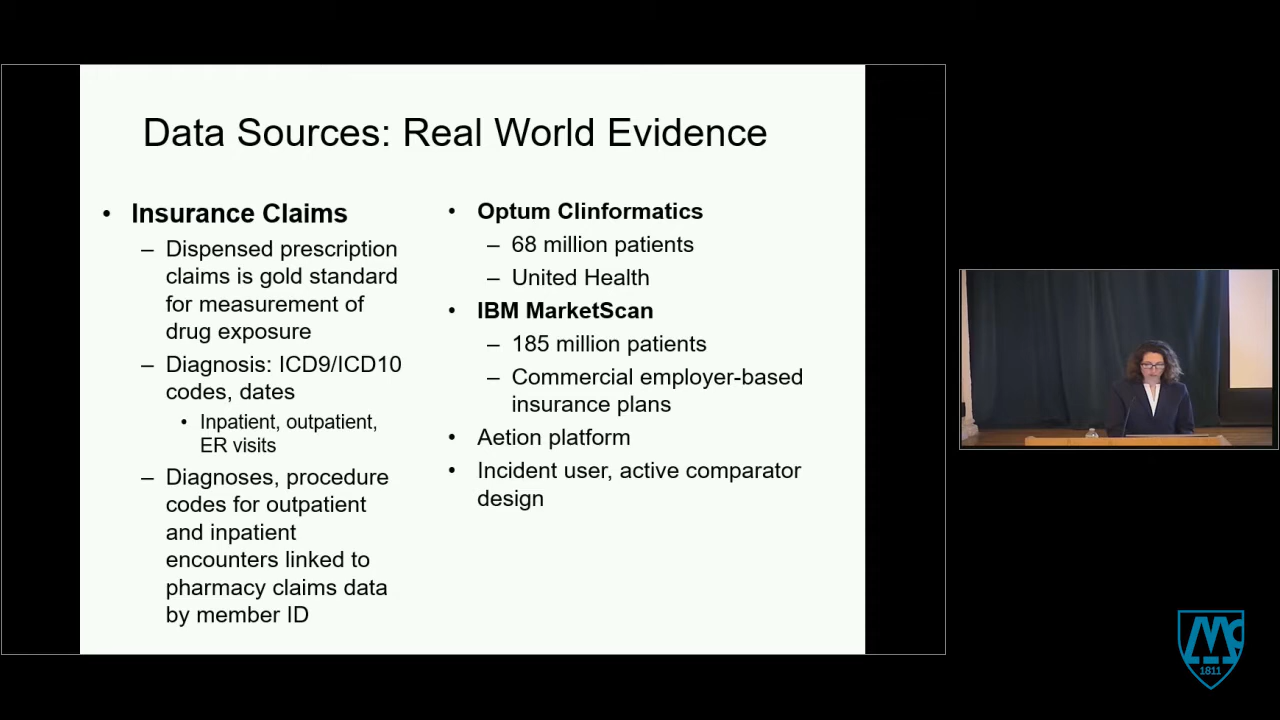 Data Sources: Real World Evidence
• Insurance Claims
– Dispensed prescription
claims is gold standard
for measurement of
drug exposure
– Diagnosis: ICD9/ICD10
codes, dates
• Inpatient, outpatient,
ER visits
– Diagnoses, procedure
codes for outpatient
and inpatient
encounters linked to
pharmacy claims data
by member ID
• Optum Clinformatics
– 68 million patients
– United Health
• IBM MarketScan
– 185 million patients
– Commercial employer-based
insurance plans
• Aetion platform
• Incident user, active comparator
design
1811